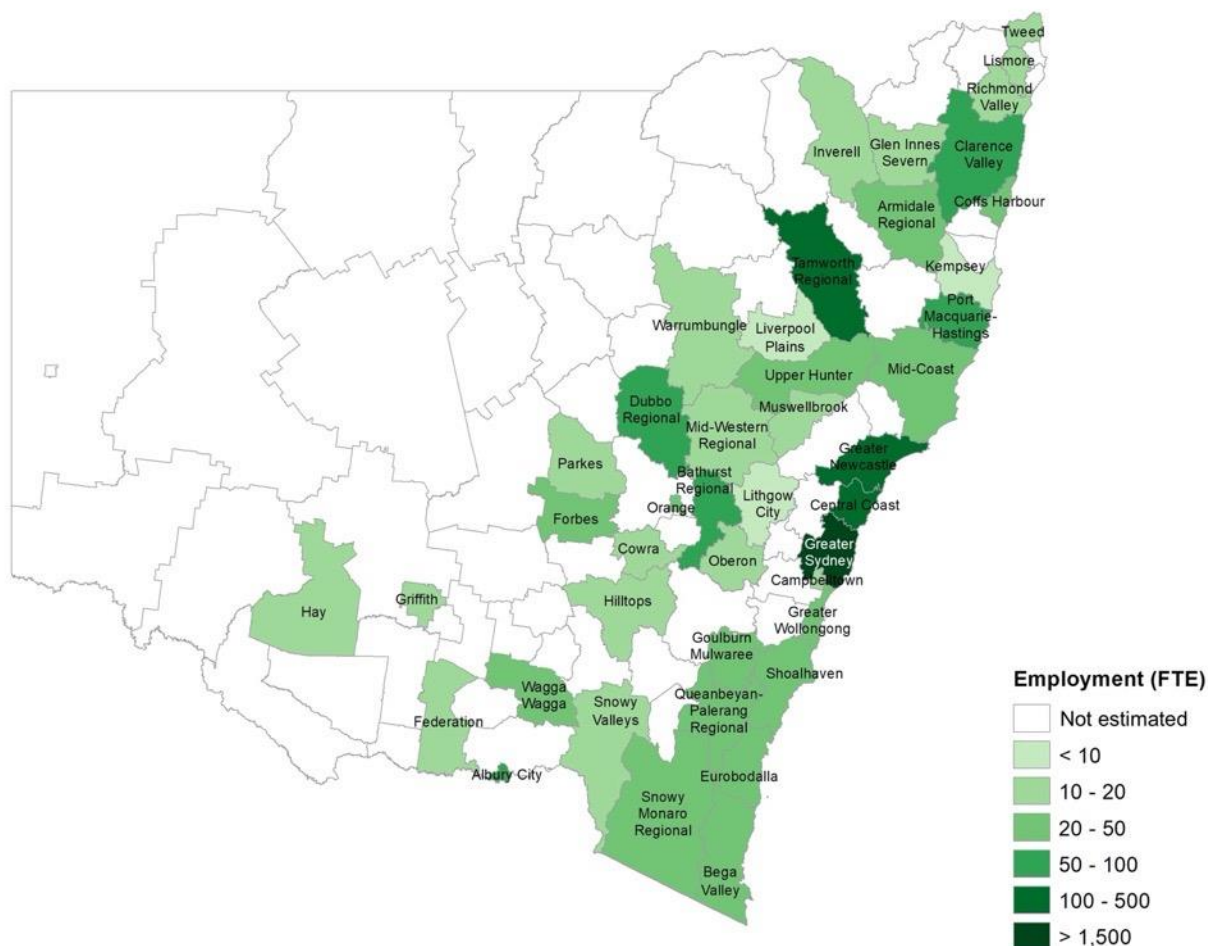 Tweed
Lismore
Richmond
Valley
Inverell
Glen Innes
Severn
Clarence
Valley
Armidale
Regional
Coffs Harbour
Tamworth
Regional
Kempsey
Port
Macquarie-
Hastings
Warrumbungle
Liverpool
Plains
Upper Hunter
Mid-Coast
Dubbo
Regional
Muswellbrook
Mid-Western
Regional
Greater
Newcastle
Parkes
Bathurst
Regional
Lithgow
City
Central Coast
Orange
Forbes
Cowra
Oberon
Greater
Sydney
Campbelltown
Hay
Griffith
Hilltops
Greater
Wollongong
Goulburn
Mulwaree
Shoalhaven
Wagga
Wagga
Snowy
Valleys
Queanbeyan-
Palerang
Regional
Federation
Albury City
Eurobodalla
Snowy
Monaro
Regional
Bega
Valley
Employment (FTE)
Not estimated
< 10
10 - 20
20 - 50
50 - 100
100 - 500
> 1,500